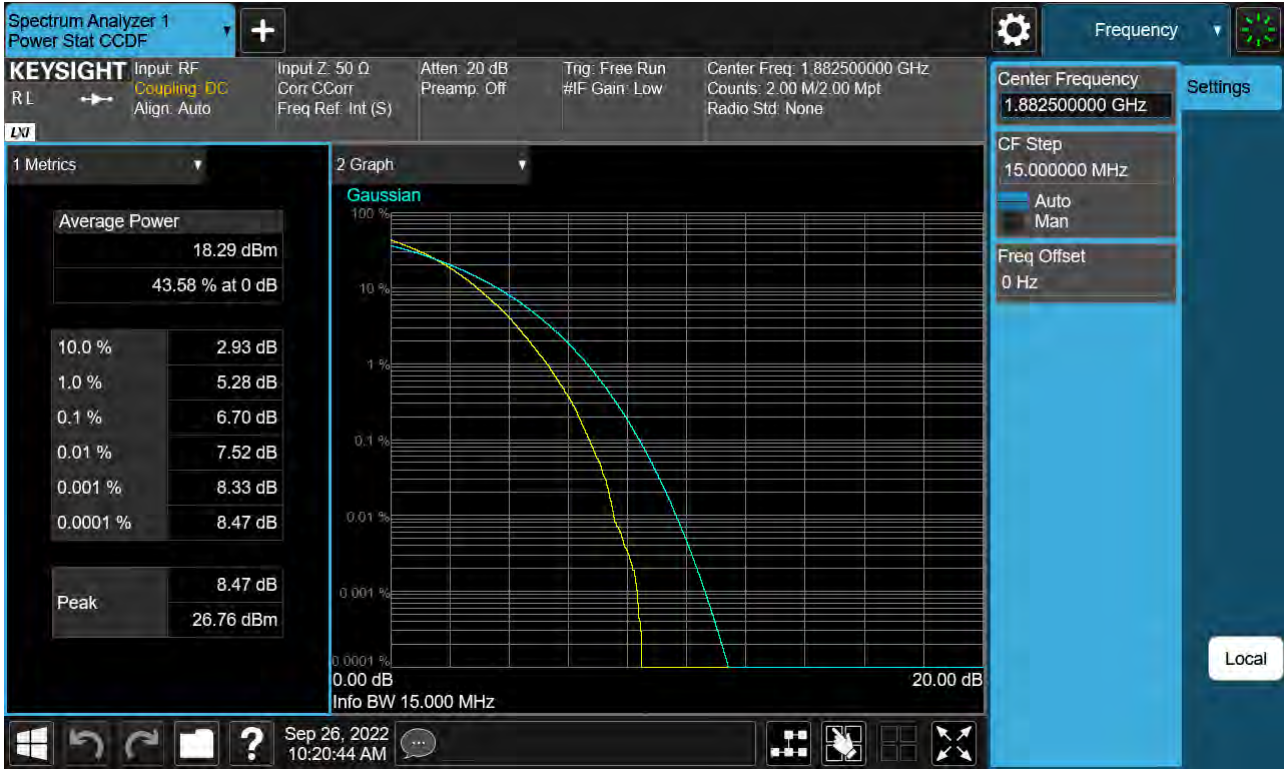 Spectrum Analyzer 1
Power Stat CCDF
+
Frequency
KEYSIGHT
R L
LXI
Input: RF
Coupling: DC
Align: Auto
Input Z: 50 Ω
Corr CCorr
Freq Ref: Int (S)
Atten: 20 dB
Preamp: Off
Trig: Free Run
#IF Gain: Low
Center Freq: 1.882500000 GHz
Counts: 2.00 M/2.00 Mpt
Radio Std: None
Center Frequency
1.882500000 GHz
Settings
CF Step
15.000000 MHz
Auto
Man
Freq Offset
0 Hz
Local
1 Metrics
Average Power
18.29 dBm
43.58 % at 0 dB
10.0 % 2.93 dB
1.0 % 5.28 dB
0.1 % 6.70 dB
0.01 % 7.52 dB
0.001 % 8.33 dB
0.0001 % 8.47 dB
Peak
8.47 dB
26.76 dBm
2 Graph
Gaussian
100 %
10 %
1 %
0.1 %
0.01 %
0.001 %
0.0001 %
0.00 dB 20.00 dB
Info BW 15.000 MHz
?
Sep 26, 2022
10:20:44 AM